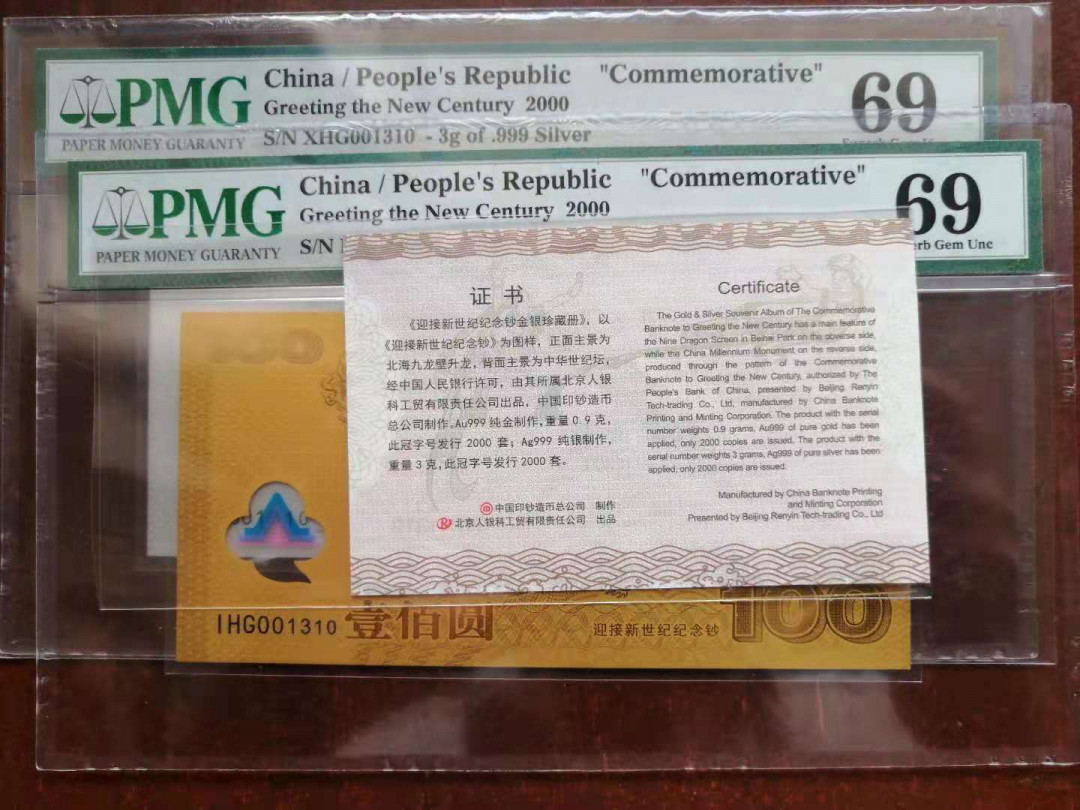 PMG
PAPER MONEY GUARANTY
China / People's Republic "Commemorative"
Greeting the New Century 2000
S/N XHG001310 - 3g of .999 Silver
69
PMG
PAPER MONEY GUARANTY
China / People's Republic "Commemorative"
Greeting the New Century 2000
S/N
69
Gem Unc
证书
《迎接新世纪纪念钞金银珍藏册》，以
《迎接新世纪纪念钞》为图样，正面主景为
北海九龙壁升龙，背面主景为中华世纪坛，
经中国人民银行许可，由其所属北京人银
科工贸有限责任公司出品，中国印钞造币
总公司制作。Au999 纯金制作，重量 0.9 克，
此冠字号发行 2000 套；Ag999 纯银制作，
重量 3 克，此冠字号发行 2000 套。
中国印钞造币总公司 制作
北京人银科工贸有限责任公司 出品
Certificate
The Gold & Silver Souvenir Album of The Commemorative
Banknote to Greeting the New Century has a main feature of
the Nine Dragon Screen in Beihai Park on the obverse side,
while the China Millennium Monument on the reverse side,
produced through the pattern of the Commemorative
Banknote to Greeting the New Century, authorized by The
People's Bank of China, presented by Beijing Renyin
Tech-trading Co., Ltd, manufactured by China Banknote
Printing and Minting Corporation. The product with the serial
number weights 0.9 grams, Au999 of pure gold has been
applied, only 2000 copies are issued. The product with the
serial number weights 3 grams, Ag999 of pure silver has been
applied, only 2000 copies are issued.
Manufactured by China Banknote Printing
and Minting Corporation
Presented by Beijing Renyin Tech-trading Co., Ltd
IHG001310
壹佰圆
迎接新世纪纪念钞
100